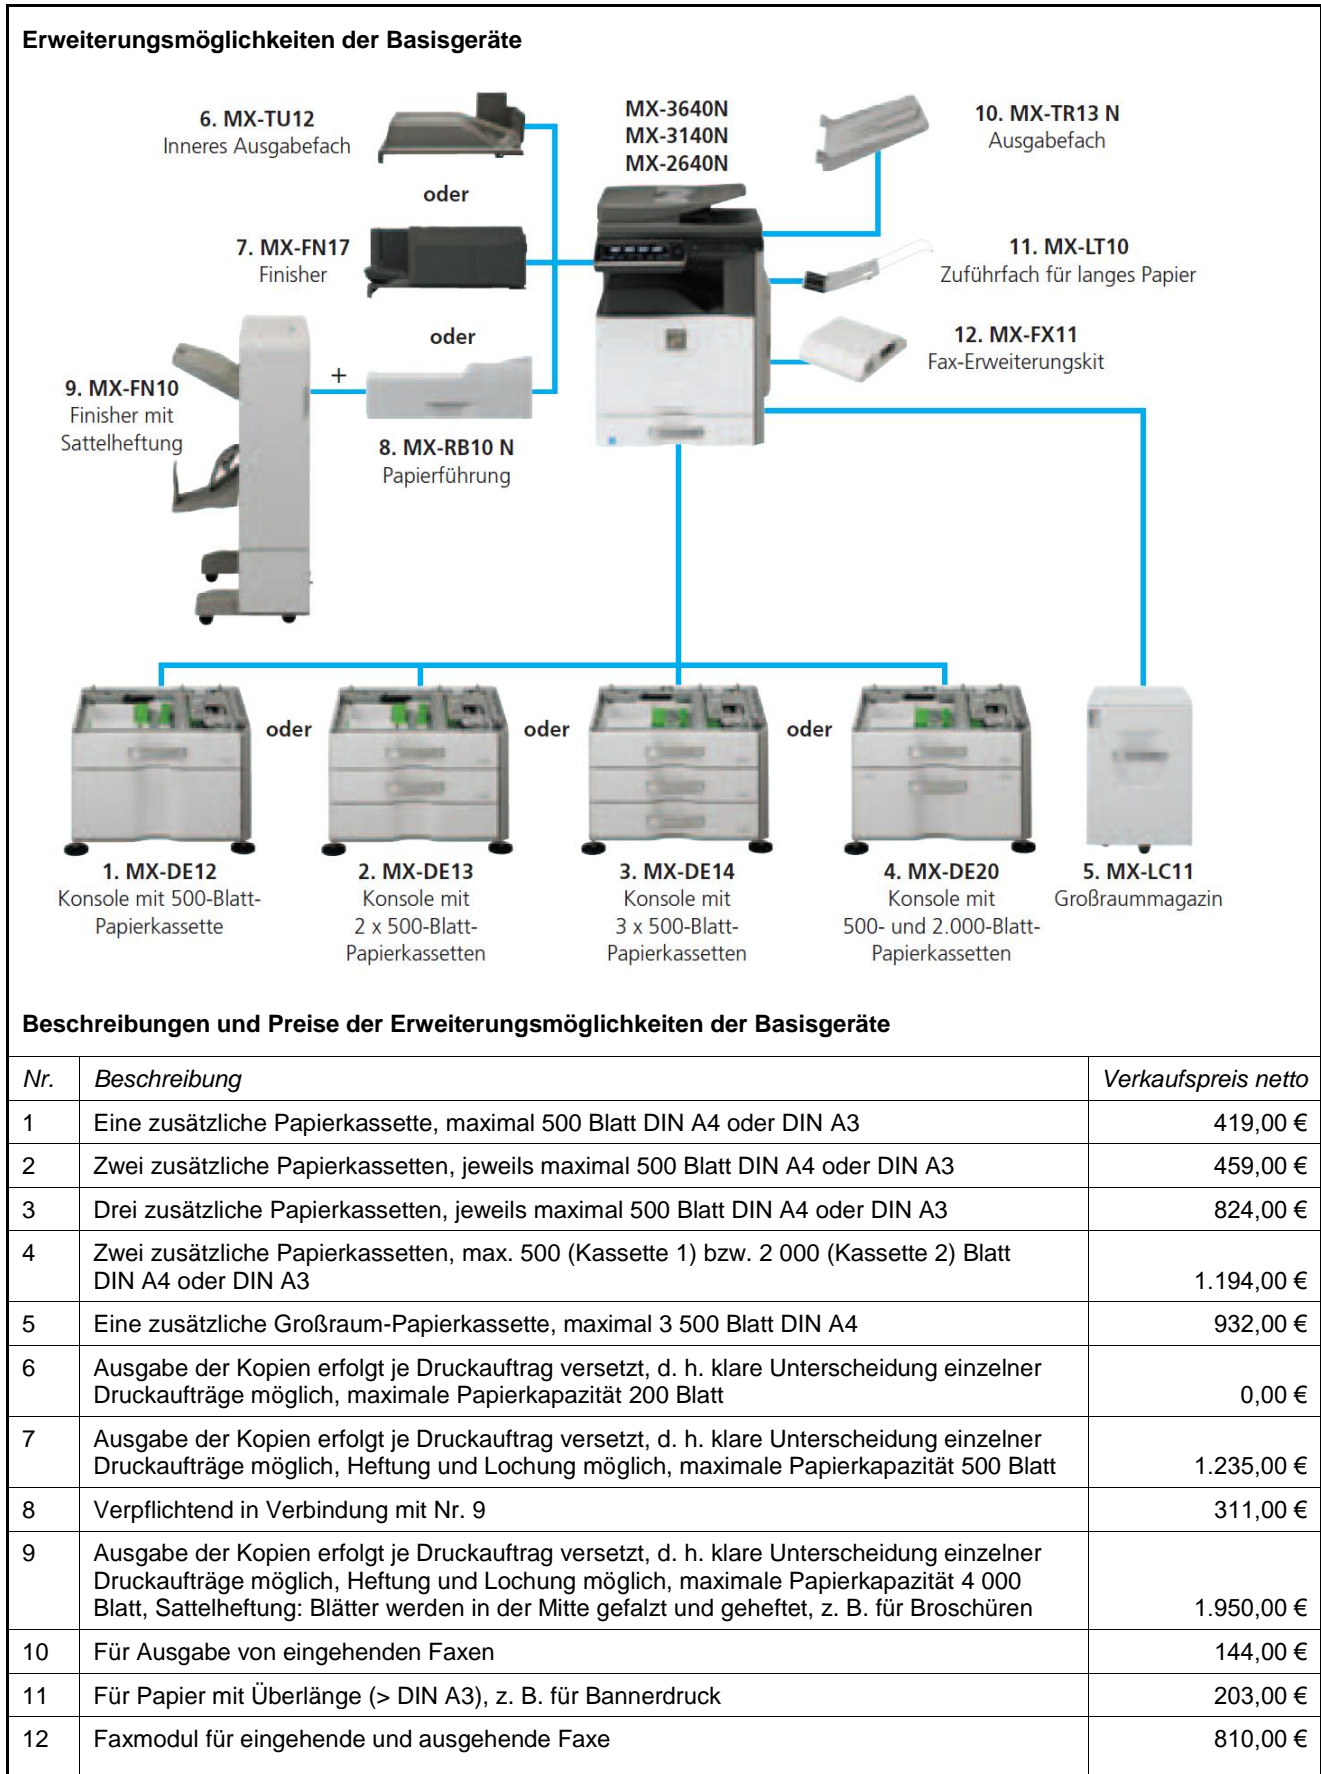 Erweiterungsmöglichkeiten der Basisgeräte
6. MX-TU12
Inneres Ausgabefach
oder
7. MX-FN17
Finisher
oder
+
9. MX-FN10
Finisher mit
Sattelheftung
8. MX-RB10 N
Papierführung
MX-3640N
MX-3140N
MX-2640N
10. MX-TR13 N
Ausgabefach
11. MX-LT10
Zuführfach für langes Papier
12. MX-FX11
Fax-Erweiterungskit
oder
oder
oder
1. MX-DE12
Konsole mit 500-Blatt-
Papierkassette
2. MX-DE13
Konsole mit
2 x 500-Blatt-
Papierkassetten
3. MX-DE14
Konsole mit
3 x 500-Blatt-
Papierkassetten
4. MX-DE20
Konsole mit
500- und 2.000-Blatt-
Papierkassetten
5. MX-LC11
Großraummagazin
Beschreibungen und Preise der Erweiterungsmöglichkeiten der Basisgeräte
Nr. Beschreibung Verkaufspreis netto
1 Eine zusätzliche Papierkassette, maximal 500 Blatt DIN A4 oder DIN A3 419,00 €
2 Zwei zusätzliche Papierkassetten, jeweils maximal 500 Blatt DIN A4 oder DIN A3 459,00 €
3 Drei zusätzliche Papierkassetten, jeweils maximal 500 Blatt DIN A4 oder DIN A3 824,00 €
4 Zwei zusätzliche Papierkassetten, max. 500 (Kassette 1) bzw. 2 000 (Kassette 2) Blatt
DIN A4 oder DIN A3 1.194,00 €
5 Eine zusätzliche Großraum-Papierkassette, maximal 3 500 Blatt DIN A4 932,00 €
6 Ausgabe der Kopien erfolgt je Druckauftrag versetzt, d. h. klare Unterscheidung einzelner
Druckaufträge möglich, maximale Papierkapazität 200 Blatt 0,00 €
7 Ausgabe der Kopien erfolgt je Druckauftrag versetzt, d. h. klare Unterscheidung einzelner
Druckaufträge möglich, Heftung und Lochung möglich, maximale Papierkapazität 500 Blatt 1.235,00 €
8 Verpflichtend in Verbindung mit Nr. 9 311,00 €
9 Ausgabe der Kopien erfolgt je Druckauftrag versetzt, d. h. klare Unterscheidung einzelner
Druckaufträge möglich, Heftung und Lochung möglich, maximale Papierkapazität 4 000
Blatt, Sattelheftung: Blätter werden in der Mitte gefalzt und geheftet, z. B. für Broschüren 1.950,00 €
10 Für Ausgabe von eingehenden Faxen 144,00 €
11 Für Papier mit Überlänge (> DIN A3), z. B. für Bannerdruck 203,00 €
12 Faxmodul für eingehende und ausgehende Faxe 810,00 €